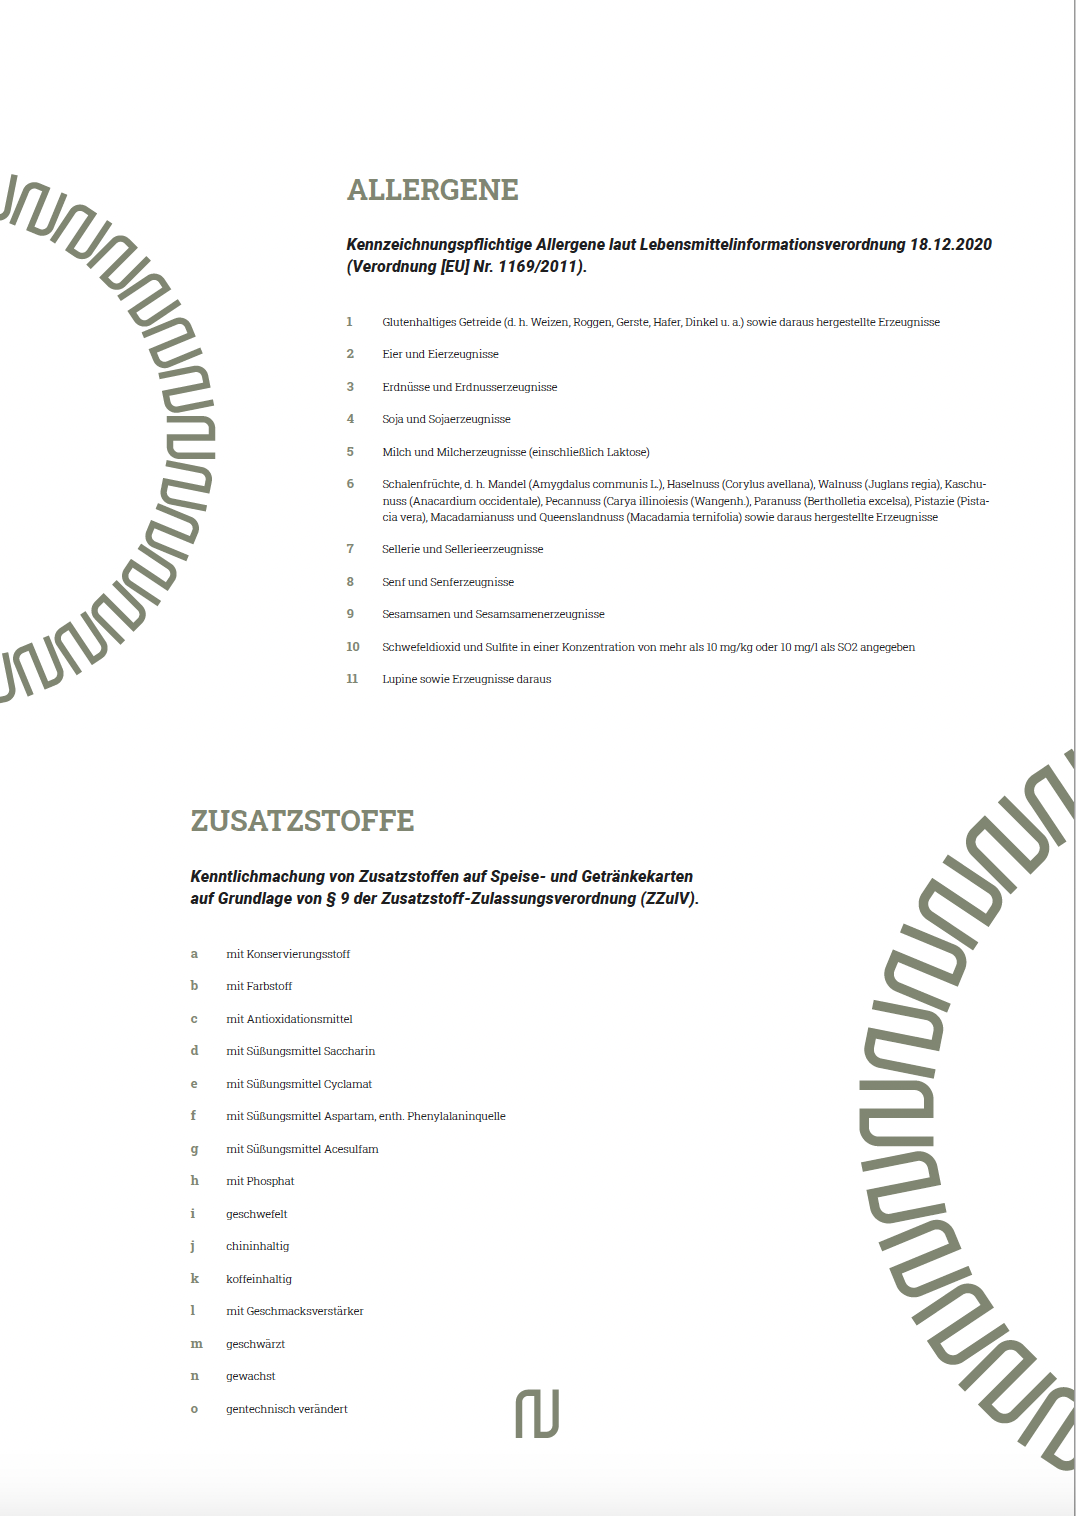 ALLERGENE
Kennzeichnungspflichtige Allergene laut Lebensmittelinformationsverordnung 18.12.2020
(Verordnung [EU] Nr. 1169/2011).
1 Glutenhaltiges Getreide (d. h. Weizen, Roggen, Gerste, Hafer, Dinkel u. a.) sowie daraus hergestellte Erzeugnisse
2 Eier und Eierzeugnisse
3 Erdnüsse und Erdnusserzeugnisse
4 Soja und Sojaerzeugnisse
5 Milch und Milcherzeugnisse (einschließlich Laktose)
6 Schalenfrüchte, d. h. Mandel (Amygdalus communis L.), Haselnuss (Corylus avellana), Walnuss (Juglans regia), Kaschu-
nuss (Anacardium occidentale), Pecannuss (Carya illinoiesis (Wangenh.), Paranuss (Bertholletia excelsa), Pistazie (Pista-
cia vera), Macadamianuss und Queenslandnuss (Macadamia ternifolia) sowie daraus hergestellte Erzeugnisse
7 Sellerie und Sellerieerzeugnisse
8 Senf und Senferzeugnisse
9 Sesamsamen und Sesamsamenerzeugnisse
10 Schwefeldioxid und Sulfite in einer Konzentration von mehr als 10 mg/kg oder 10 mg/l als SO2 angegeben
11 Lupine sowie Erzeugnisse daraus
ZUSATZSTOFFE
Kenntlichmachung von Zusatzstoffen auf Speise- und Getränkekarten
auf Grundlage von § 9 der Zusatzstoff-Zulassungsverordnung (ZZulV).
a mit Konservierungsstoff
b mit Farbstoff
c mit Antioxidationsmittel
d mit Süßungsmittel Saccharin
e mit Süßungsmittel Cyclamat
f mit Süßungsmittel Aspartam, enth. Phenylalaninquelle
g mit Süßungsmittel Acesulfam
h mit Phosphat
i geschwefelt
j chininhaltig
k koffeinhaltig
l mit Geschmacksverstärker
m geschwärzt
n gewachst
o gentechnisch verändert